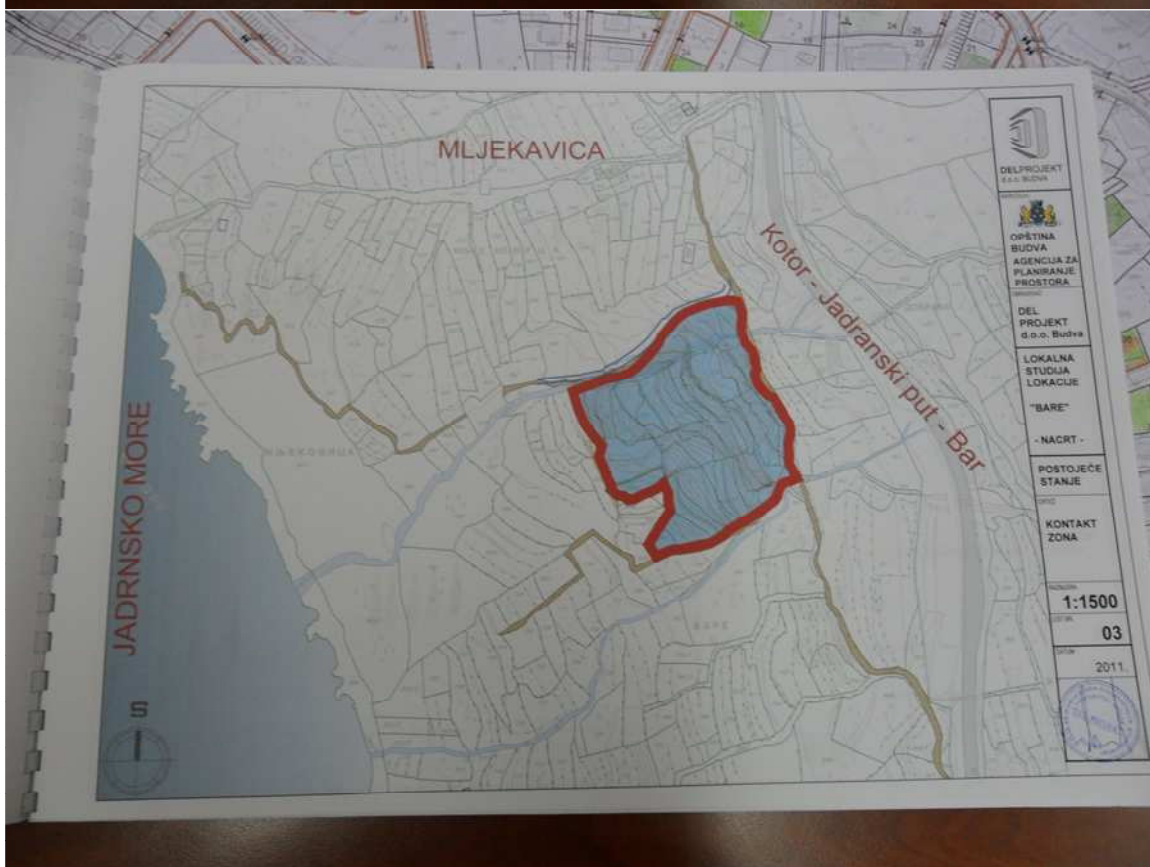 MLJEKAVICA
Kotor - Jadranski put - Bar
JADRNSKO MORE
S
DELPROJEKT
d.o.o. BUDVA
OPŠTINA
BUDVA
AGENCIJA ZA
PLANIRANJE
PROSTORA
DEL
PROJEKT
d.o.o. Budva
LOKALNA
STUDIJA
LOKACIJE
"BARE"
- NACRT -
POSTOJEĆE
STANJE
KONTAKT
ZONA
1:1500
03
2011.